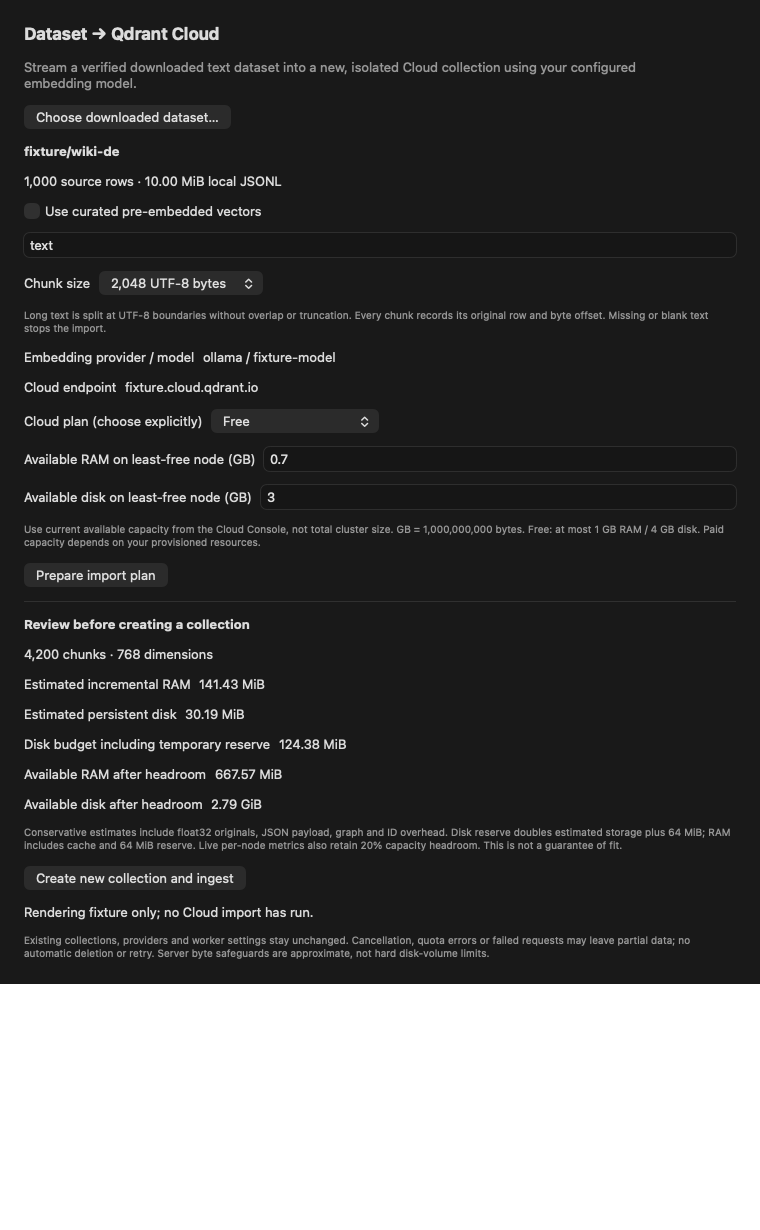 Dataset → Qdrant Cloud
Stream a verified downloaded text dataset into a new, isolated Cloud collection using your configured
embedding model.
Choose downloaded dataset...
fixture/wiki-de
1,000 source rows · 10.00 MiB local JSONL
Use curated pre-embedded vectors
text
Chunk size 2,048 UTF-8 bytes
Long text is split at UTF-8 boundaries without overlap or truncation. Every chunk records its original row and byte offset. Missing or blank text
stops the import.
Embedding provider / model ollama / fixture-model
Cloud endpoint fixture.cloud.qdrant.io
Cloud plan (choose explicitly) Free
Available RAM on least-free node (GB) 0.7
Available disk on least-free node (GB) 3
Use current available capacity from the Cloud Console, not total cluster size. GB = 1,000,000,000 bytes. Free: at most 1 GB RAM / 4 GB disk. Paid
capacity depends on your provisioned resources.
Prepare import plan
Review before creating a collection
4,200 chunks · 768 dimensions
Estimated incremental RAM 141.43 MiB
Estimated persistent disk 30.19 MiB
Disk budget including temporary reserve 124.38 MiB
Available RAM after headroom 667.57 MiB
Available disk after headroom 2.79 GiB
Conservative estimates include float32 originals, JSON payload, graph and ID overhead. Disk reserve doubles estimated storage plus 64 MiB; RAM
includes cache and 64 MiB reserve. Live per-node metrics also retain 20% capacity headroom. This is not a guarantee of fit.
Create new collection and ingest
Rendering fixture only; no Cloud import has run.
Existing collections, providers and worker settings stay unchanged. Cancellation, quota errors or failed requests may leave partial data; no
automatic deletion or retry. Server byte safeguards are approximate, not hard disk-volume limits.